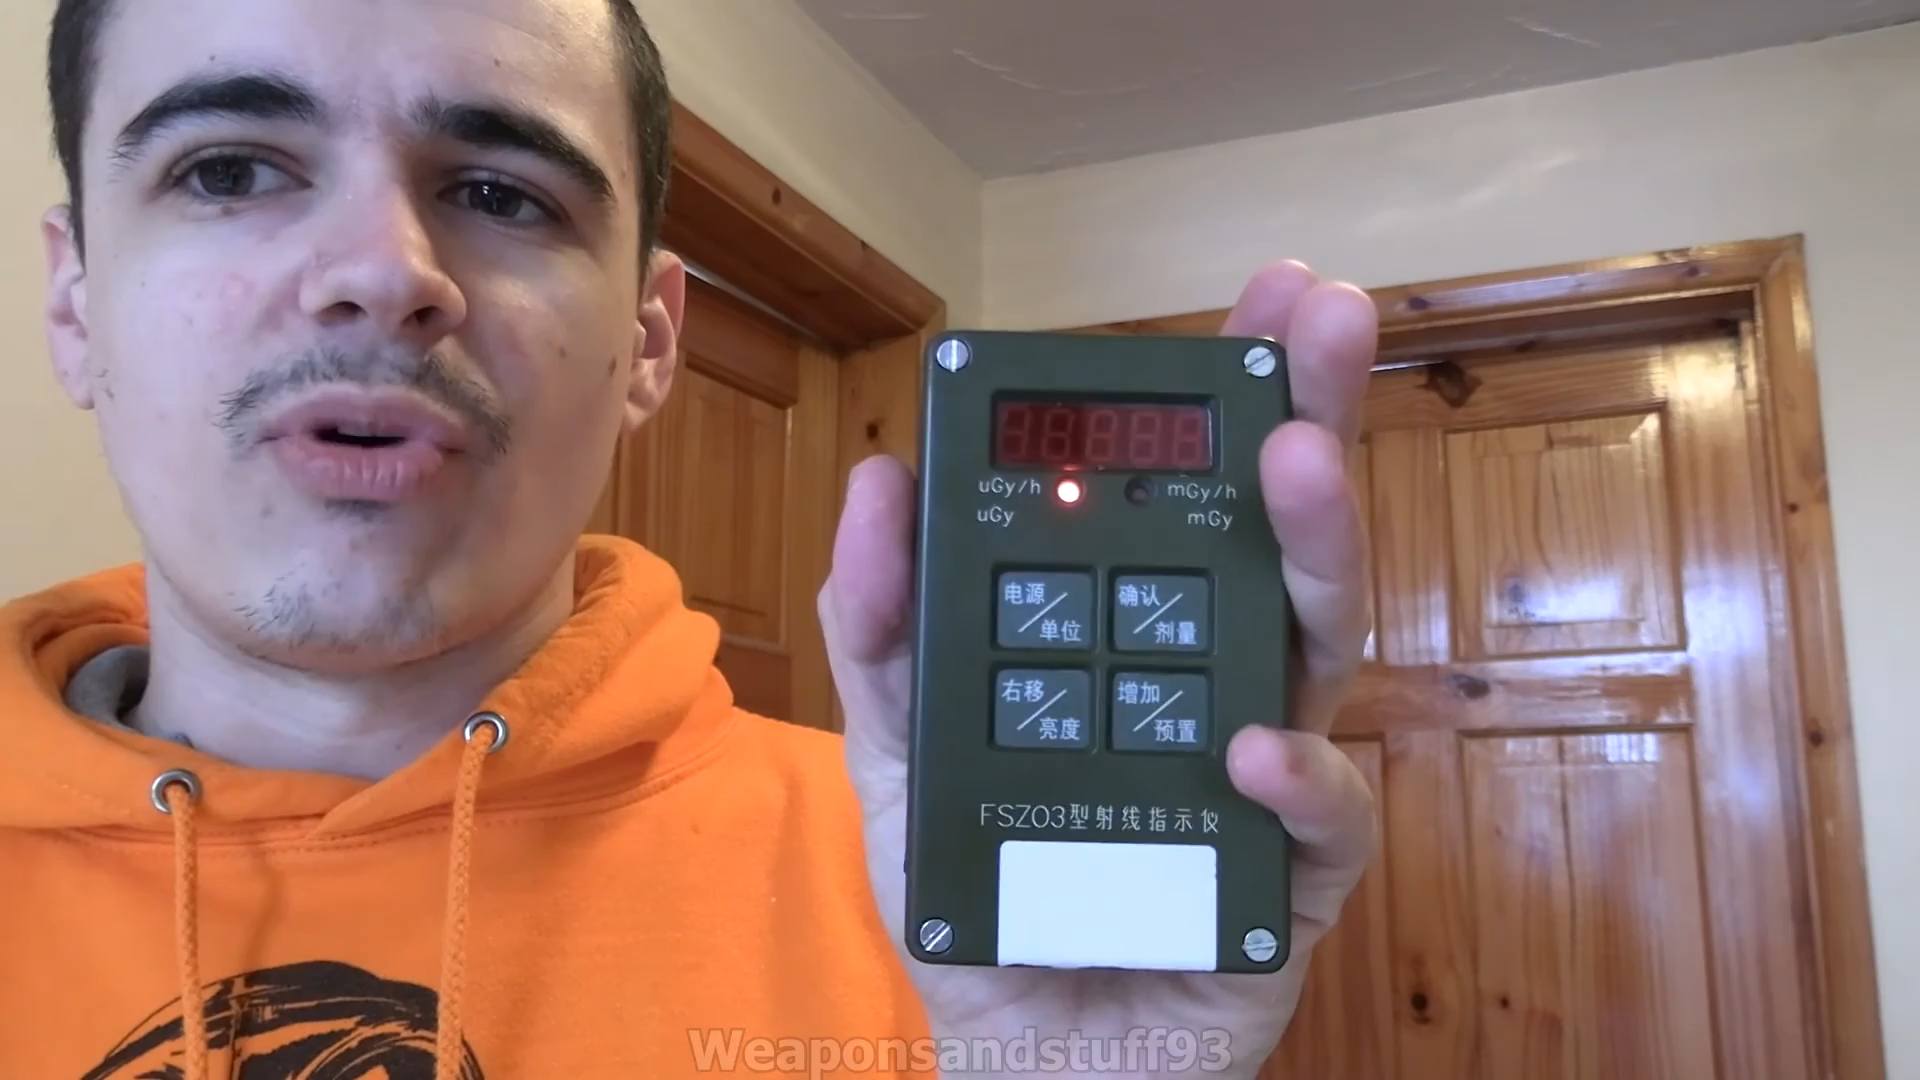 uGy/h mGy/h
uGy mGy
电源/单位
确认/剂量
右移/亮度
增加/预置
FSZ03型射线指示仪
Weaponsandstuff93